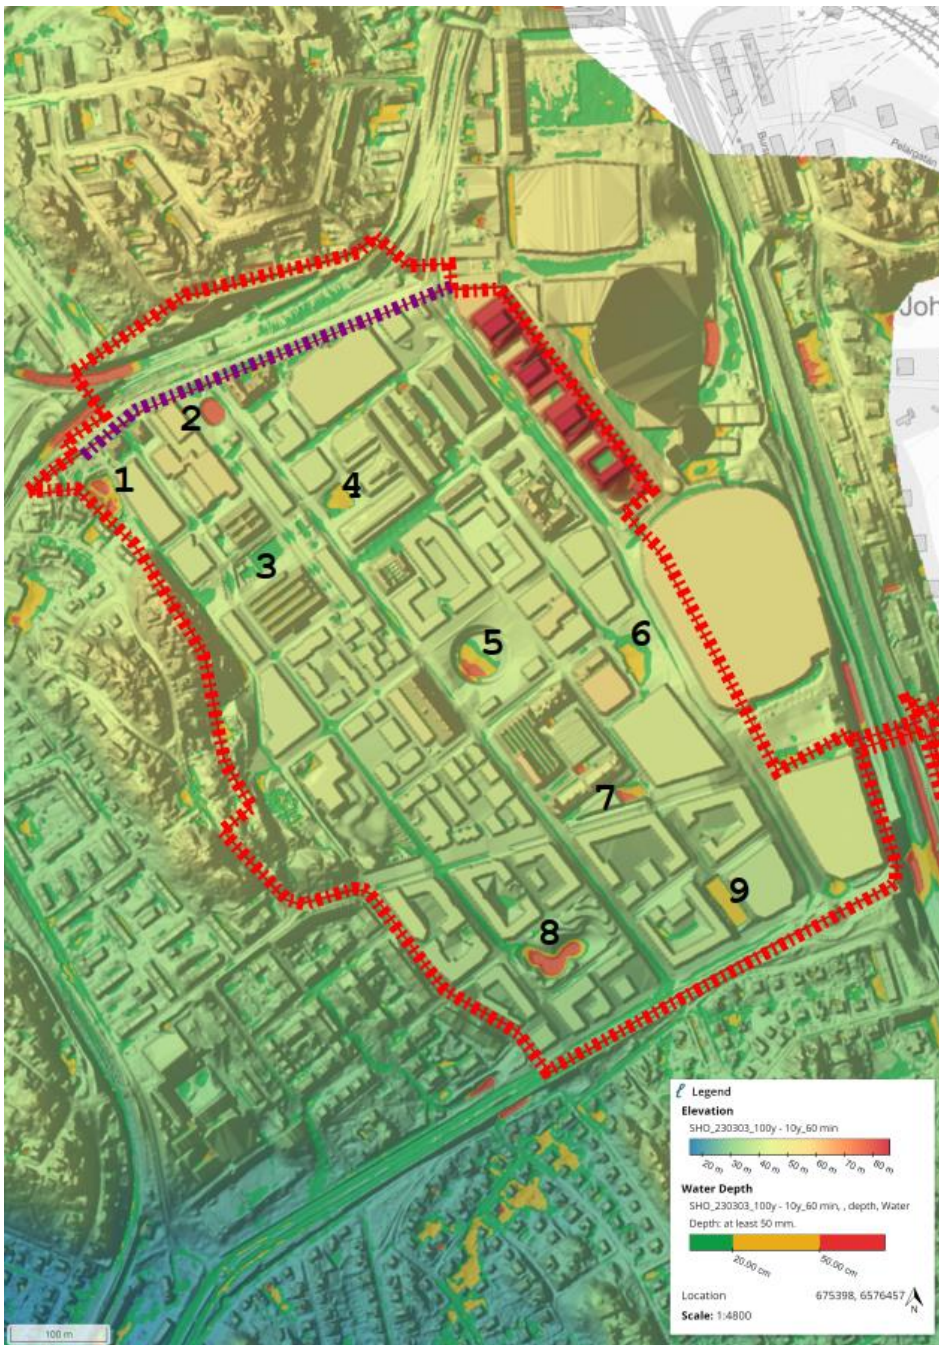 Pelargatan
Joh
2
1
4
3
5
6
7
9
8
Legend
Elevation
SHO_230303_100y - 10y_60 min
20 m 30 m 40 m 50 m 60 m 70 m 80 m
Water Depth
SHO_230303_100y - 10y_60 min, , depth, Water
Depth: at least 50 mm.
20.00 cm 50.00 cm
Location 675398, 6576457
N
Scale: 1:4800
100 m